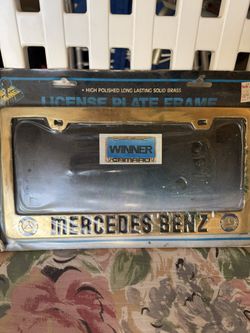 • HIGH POLISHED LONG LASTING SOLID BRASS
LICENSE PLATE FRAME
WINNER
CAMARO
MERCEDES BENZ